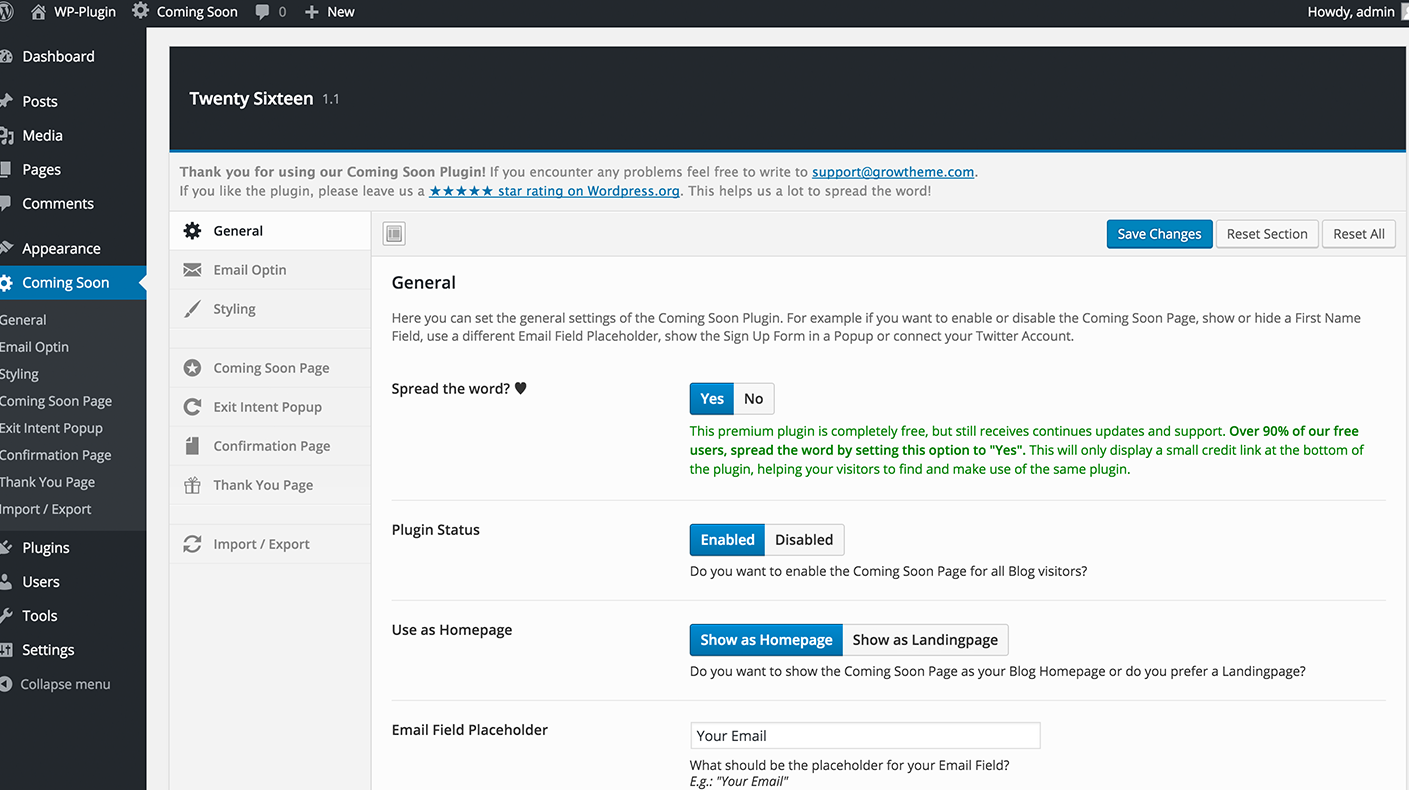 WP-Plugin Coming Soon 0 New Howdy, admin
Dashboard
Posts
Media
Pages
Comments
Appearance
Coming Soon
General
Email Optin
Styling
Coming Soon Page
Exit Intent Popup
Confirmation Page
Thank You Page
Import / Export
Plugins
Users
Tools
Settings
Collapse menu
Twenty Sixteen 1.1
Thank you for using our Coming Soon Plugin! If you encounter any problems feel free to write to support@growtheme.com.
If you like the plugin, please leave us a ★★★★★ star rating on Wordpress.org. This helps us a lot to spread the word!
General
Email Optin
Styling
Coming Soon Page
Exit Intent Popup
Confirmation Page
Thank You Page
Import / Export
Save Changes Reset Section Reset All
General
Here you can set the general settings of the Coming Soon Plugin. For example if you want to enable or disable the Coming Soon Page, show or hide a First Name
Field, use a different Email Field Placeholder, show the Sign Up Form in a Popup or connect your Twitter Account.
Spread the word? ♥
Yes No
This premium plugin is completely free, but still receives continues updates and support. Over 90% of our free
users, spread the word by setting this option to "Yes". This will only display a small credit link at the bottom of
the plugin, helping your visitors to find and make use of the same plugin.
Plugin Status
Enabled Disabled
Do you want to enable the Coming Soon Page for all Blog visitors?
Use as Homepage
Show as Homepage Show as Landingpage
Do you want to show the Coming Soon Page as your Blog Homepage or do you prefer a Landingpage?
Email Field Placeholder
Your Email
What should be the placeholder for your Email Field?
E.g.: "Your Email"